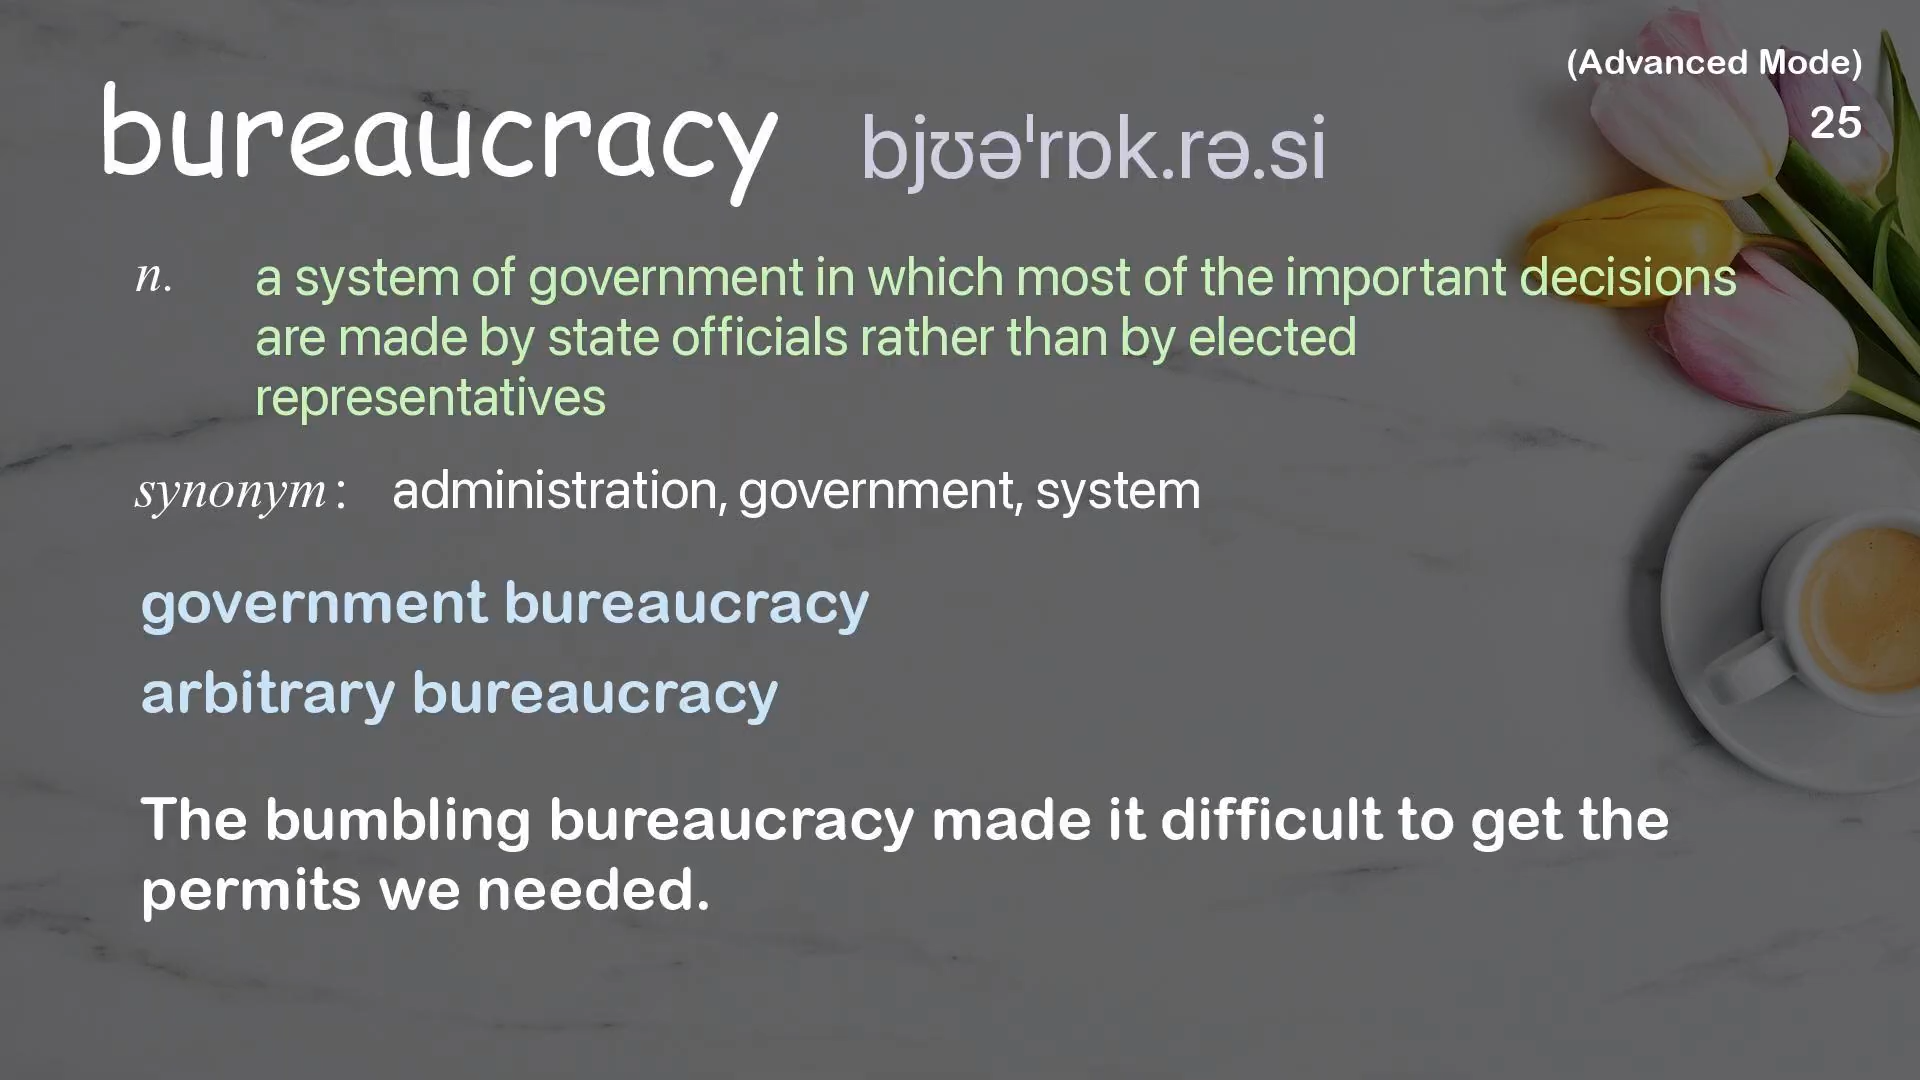 (Advanced Mode)
25
bureaucracy bjʊəˈrɒk.rə.si
n. a system of government in which most of the important decisions
are made by state officials rather than by elected
representatives
synonym: administration, government, system
government bureaucracy
arbitrary bureaucracy
The bumbling bureaucracy made it difficult to get the
permits we needed.